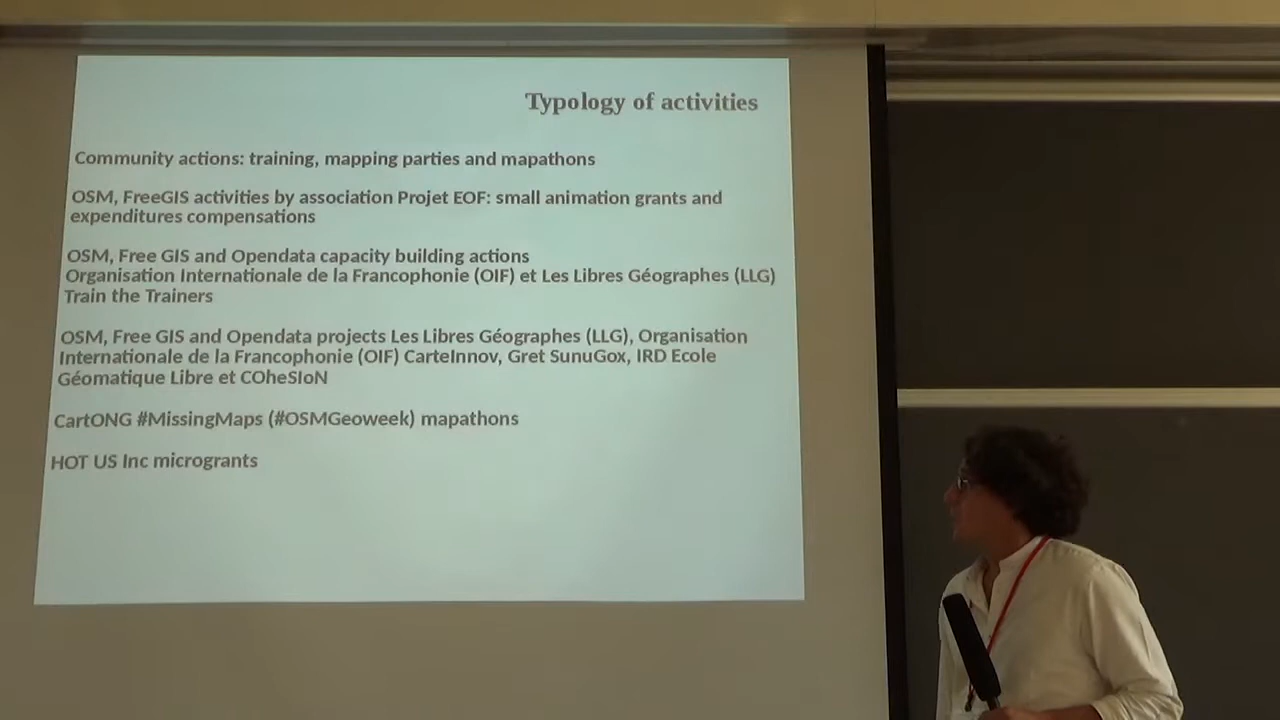 Typology of activities
Community actions: training, mapping parties and mapathons
OSM, FreeGIS activities by association Projet EOF: small animation grants and
expenditures compensations
OSM, Free GIS and Opendata capacity building actions
Organisation Internationale de la Francophonie (OIF) et Les Libres Géographes (LLG)
Train the Trainers
OSM, Free GIS and Opendata projects Les Libres Géographes (LLG), Organisation
Internationale de la Francophonie (OIF) CarteInnov, Gret SunuGox, IRD Ecole
Géomatique Libre et COheSIoN
CartONG #MissingMaps (#OSMGeoweek) mapathons
HOT US Inc microgrants